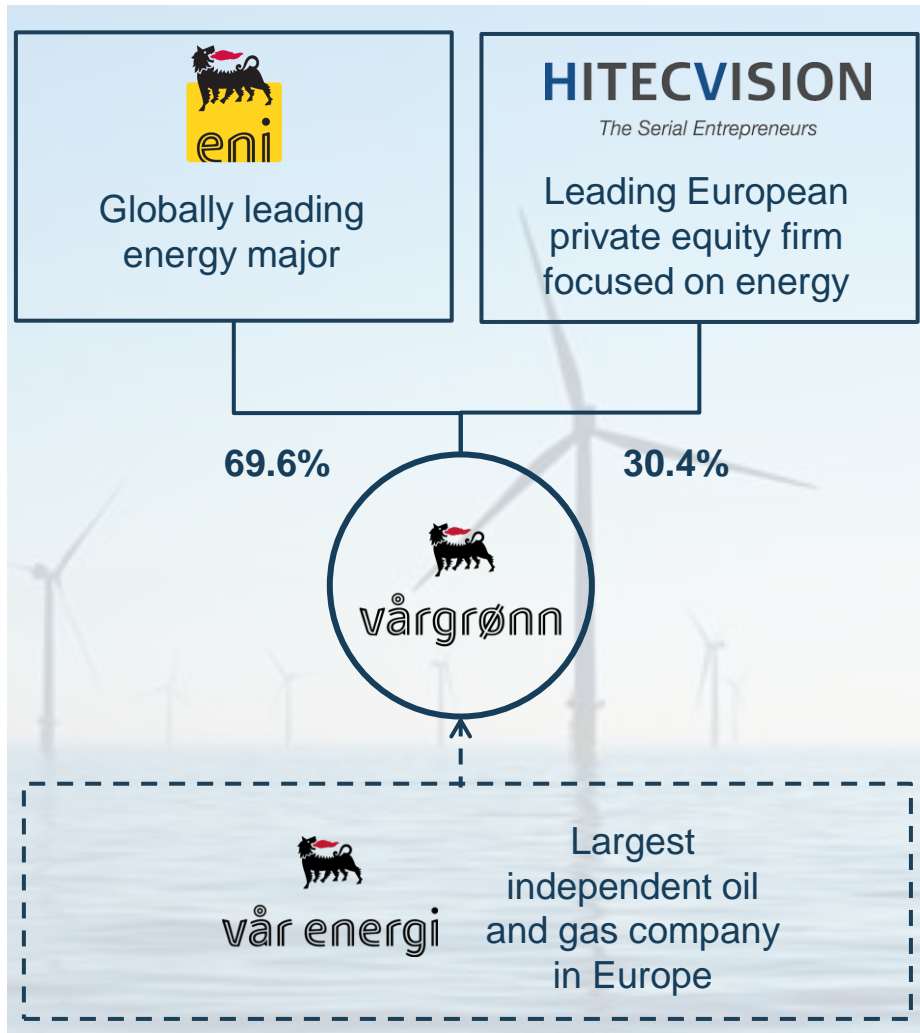 eni
Globally leading
energy major
HITECVISION
The Serial Entrepreneurs
Leading European
private equity firm
focused on energy
69.6%
30.4%
vårgrønn
vår energi
Largest
independent oil
and gas company
in Europe